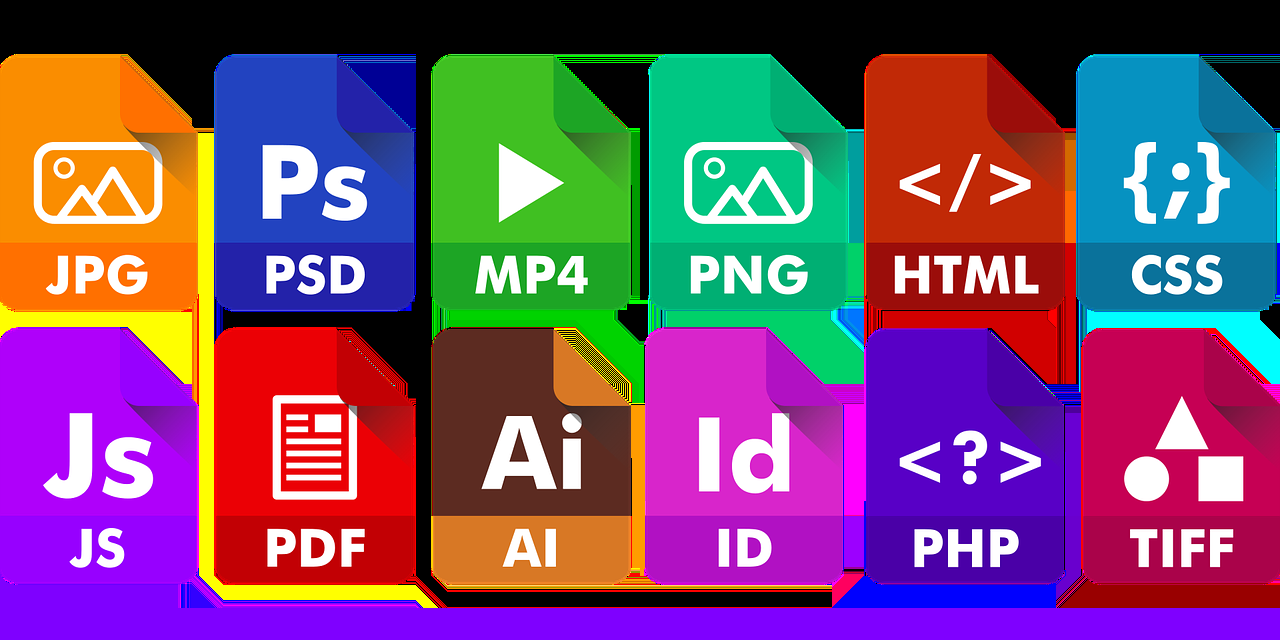 Ps
</>
{;}
JPG
PSD
MP4
PNG
HTML
CSS
Js
Ai
Id
<?>
JS
PDF
AI
ID
PHP
TIFF